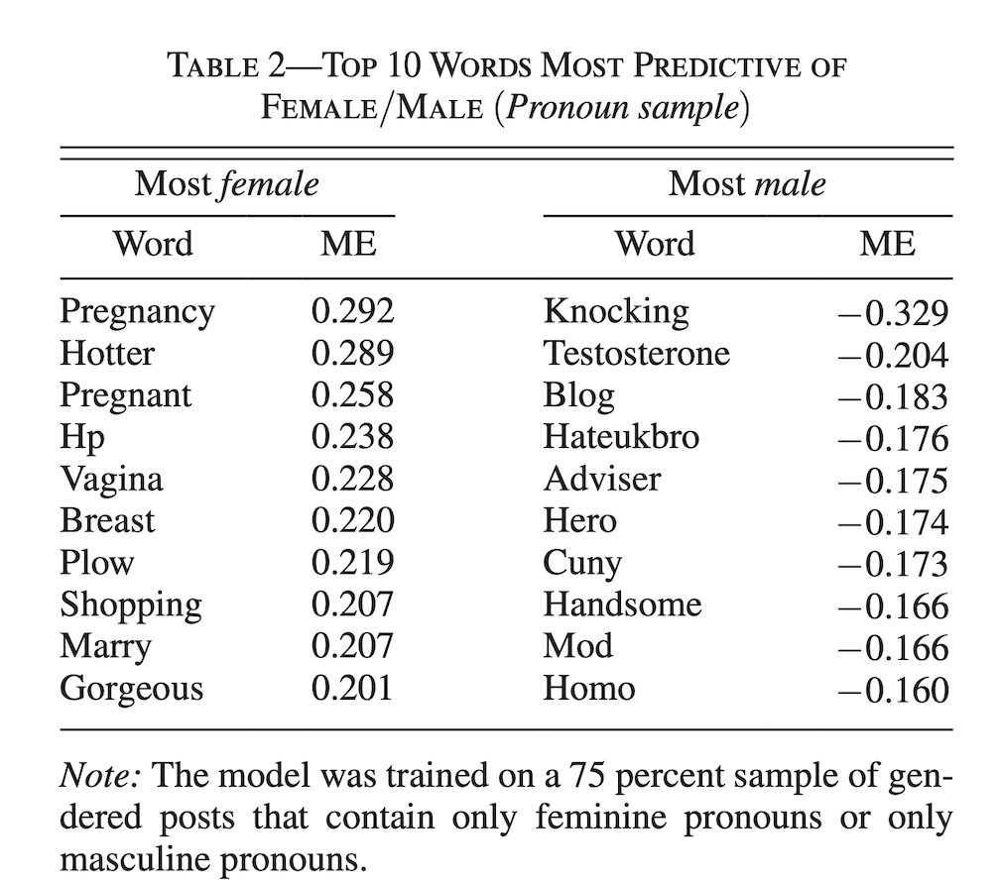 TABLE 2—TOP 10 WORDS MOST PREDICTIVE OF
FEMALE/MALE (Pronoun sample)
Most female Most male
Word ME Word ME
Pregnancy 0.292 Knocking −0.329
Hotter 0.289 Testosterone −0.204
Pregnant 0.258 Blog −0.183
Hp 0.238 Hateukbro −0.176
Vagina 0.228 Adviser −0.175
Breast 0.220 Hero −0.174
Plow 0.219 Cuny −0.173
Shopping 0.207 Handsome −0.166
Marry 0.207 Mod −0.166
Gorgeous 0.201 Homo −0.160
Note: The model was trained on a 75 percent sample of gen-
dered posts that contain only feminine pronouns or only
masculine pronouns.